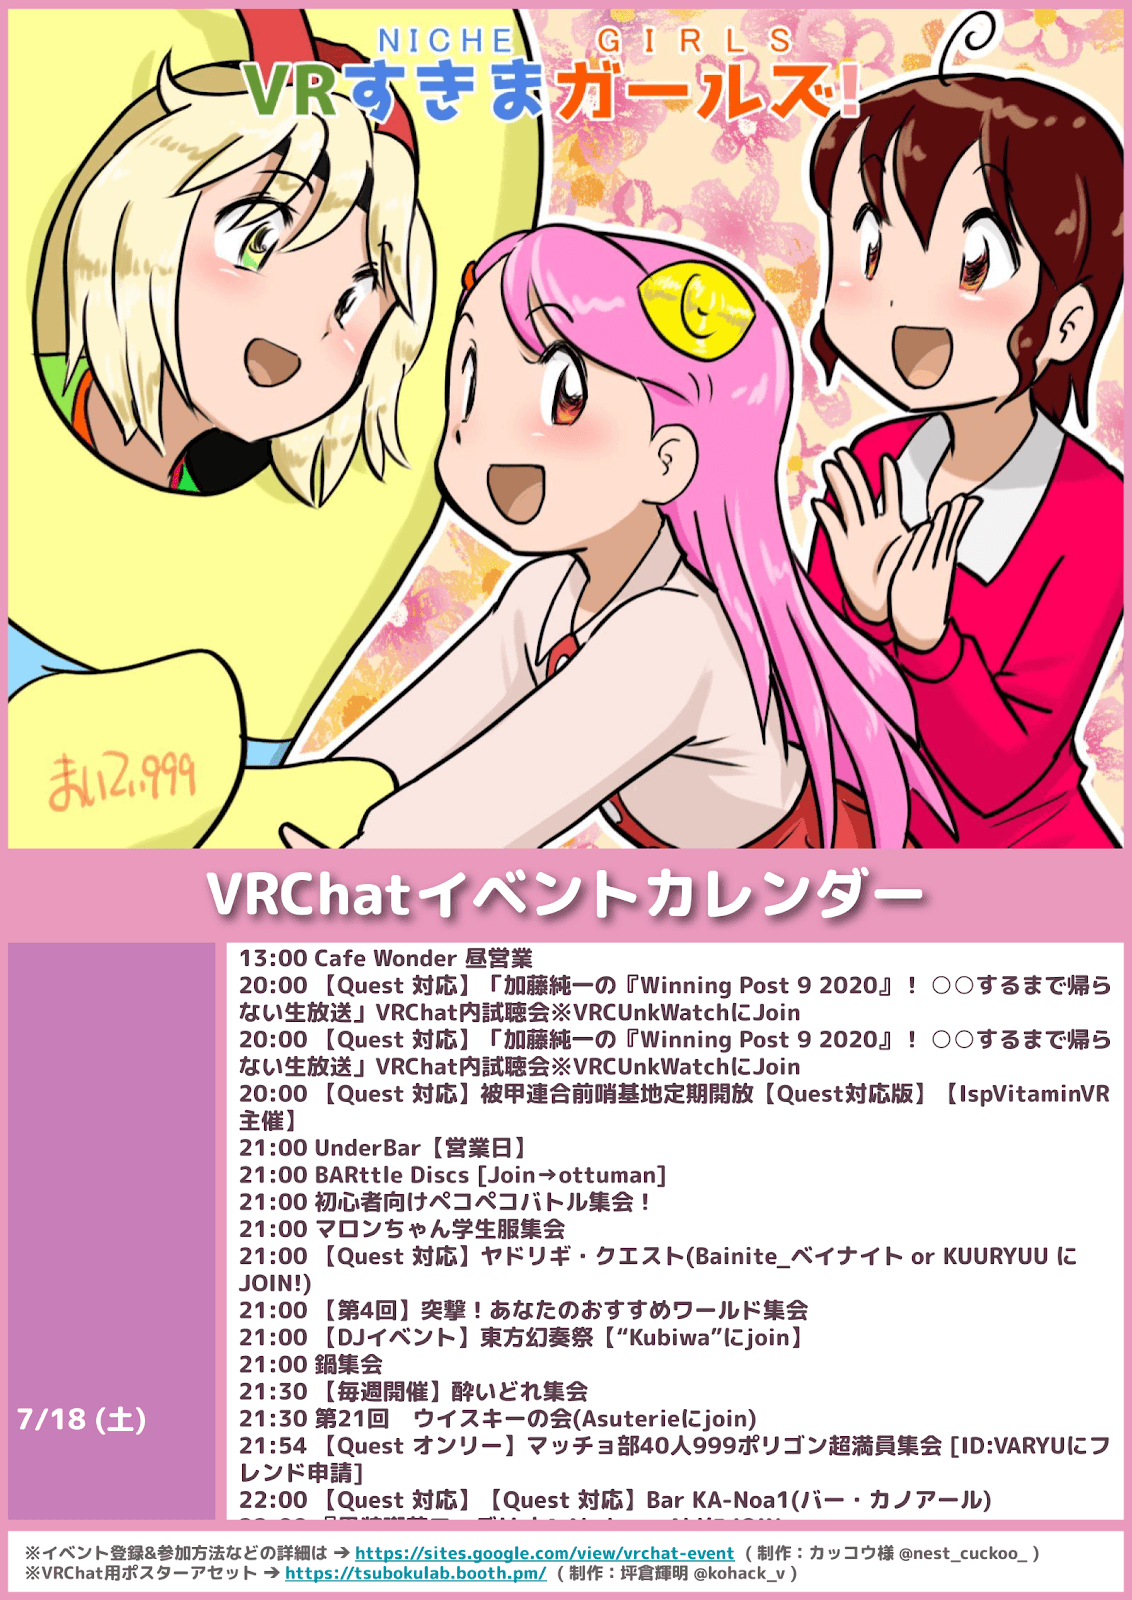 NICHE GIRLS
VRすきまガールズ!
まいてぃ999
VRChatイベントカレンダー
7/18 (土)
13:00 Cafe Wonder 昼営業
20:00 【Quest 対応】「加藤純一の『Winning Post 9 2020』！ ○○するまで帰ら
ない生放送」VRChat内試聴会※VRCUnkWatchにJoin
20:00 【Quest 対応】「加藤純一の『Winning Post 9 2020』！ ○○するまで帰ら
ない生放送」VRChat内試聴会※VRCUnkWatchにJoin
20:00 【Quest 対応】被甲連合前哨基地定期開放【Quest対応版】【IspVitaminVR
主催】
21:00 UnderBar【営業日】
21:00 BARttle Discs [Join→ottuman]
21:00 初心者向けペコペコバトル集会！
21:00 マロンちゃん学生服集会
21:00 【Quest 対応】ヤドリギ・クエスト(Bainite_ベイナイト or KUURYUU に
JOIN!)
21:00 【第4回】突撃！あなたのおすすめワールド集会
21:00 【DJイベント】東方幻奏祭【“Kubiwa”にjoin】
21:00 鍋集会
21:30 【毎週開催】酔いどれ集会
21:30 第21回　ウイスキーの会(Asuterieにjoin)
21:54 【Quest オンリー】マッチョ部40人999ポリゴン超満員集会 [ID:VARYUにフ
レンド申請]
22:00 【Quest 対応】【Quest 対応】Bar KA-Noa1(バー・カノアール)
※イベント登録&参加方法などの詳細は → https://sites.google.com/view/vrchat-event ( 制作：カッコウ様 @nest_cuckoo_ )
※VRChat用ポスターアセット → https://tsubokulab.booth.pm/ ( 制作：坪倉輝明 @kohack_v )